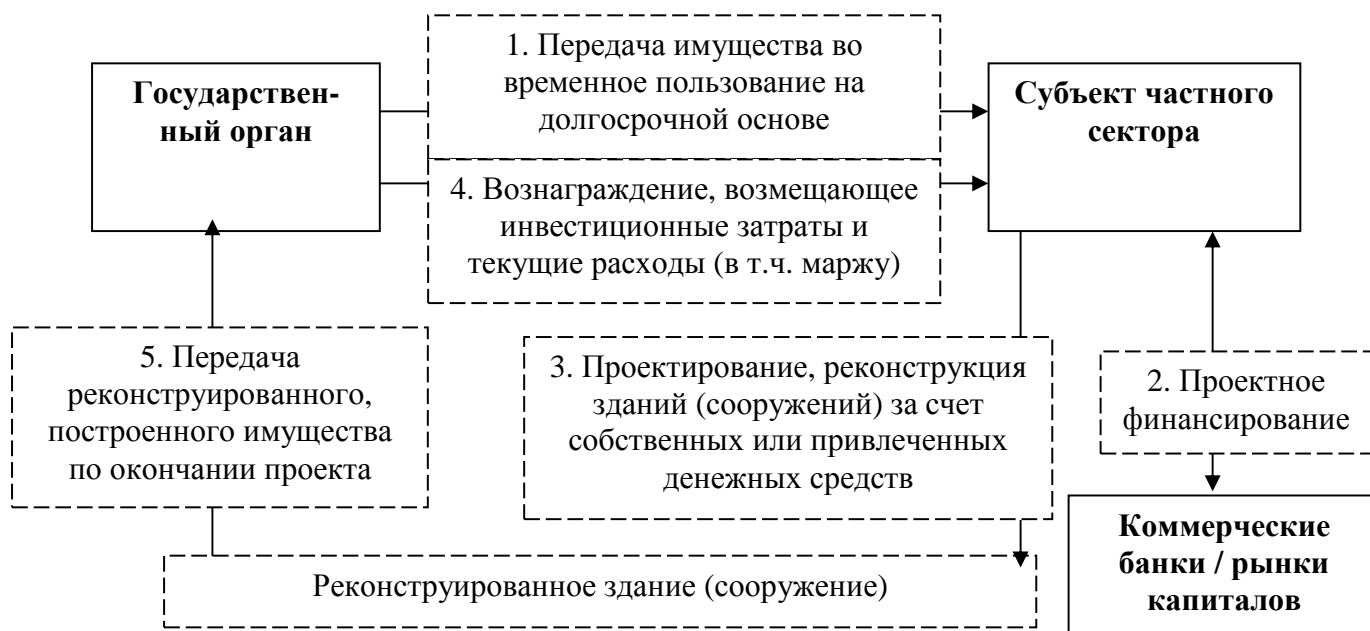 1. Передача имущества во
временное пользование на
долгосрочной основе
Государствен-
ный орган
Субъект частного
сектора
4. Вознаграждение, возмещающее
инвестиционные затраты и
текущие расходы (в т.ч. маржу)
5. Передача
реконструированного,
построенного имущества
по окончании проекта
3. Проектирование, реконструкция
зданий (сооружений) за счет
собственных или привлеченных
денежных средств
2. Проектное
финансирование
Реконструированное здание (сооружение)
Коммерческие
банки / рынки
капиталов